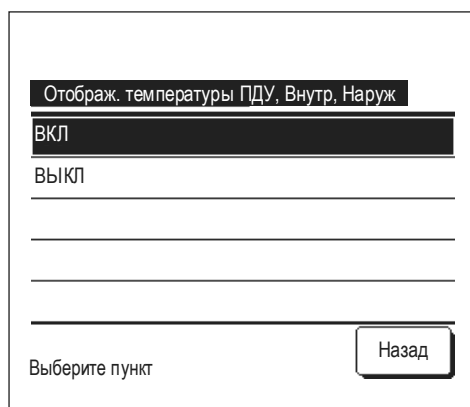 Отображ. температуры ПДУ, Внутр, Наруж
ВКЛ
ВЫКЛ
Назад
Выберите пункт